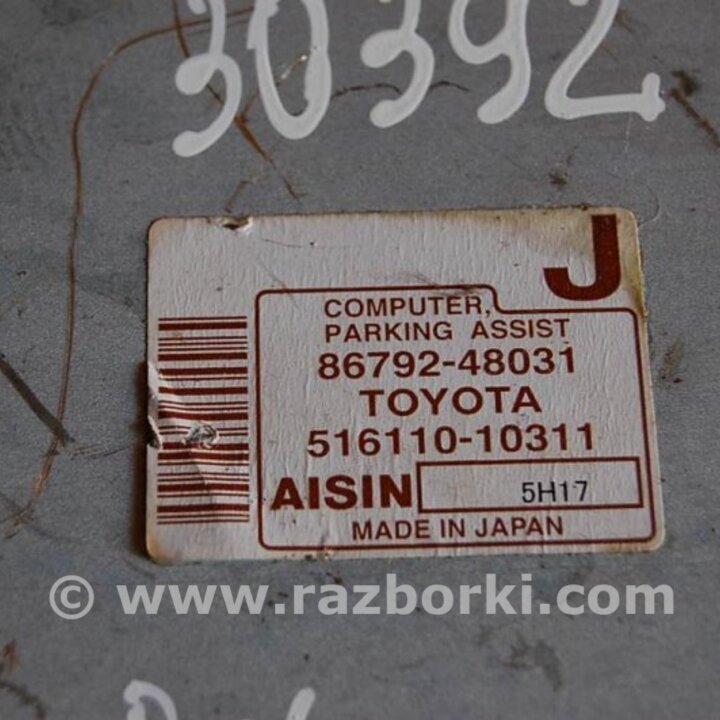 30392
J
COMPUTER,
PARKING ASSIST
86792-48031
TOYOTA
516110-10311
AISIN 5H17
MADE IN JAPAN
© www.razborki.com